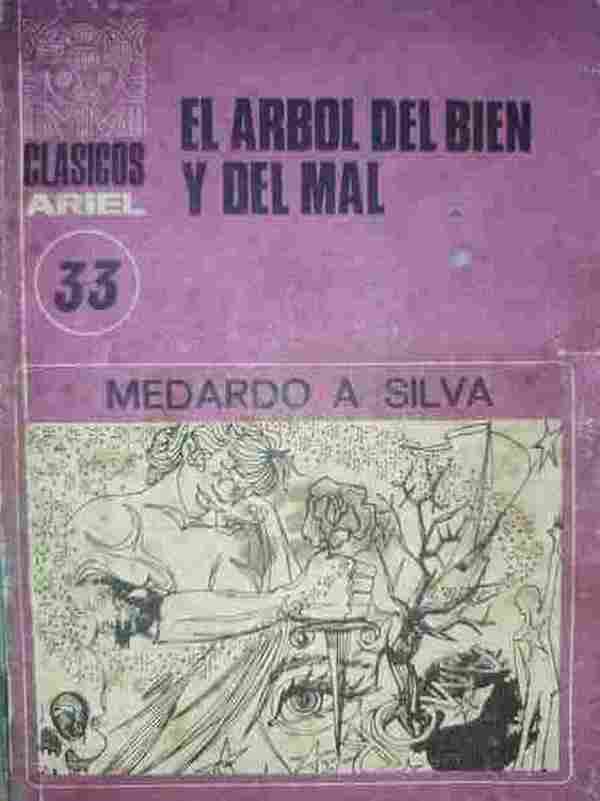 EL ARBOL DEL BIEN
Y DEL MAL
CLASICOS
ARIEL
33
MEDARDO A SILVA